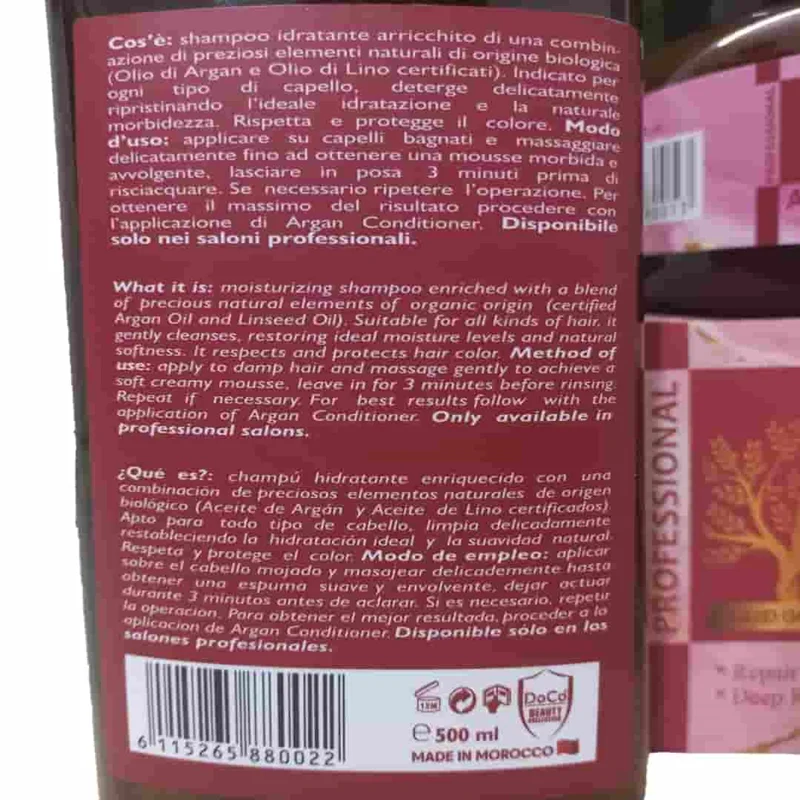 Cos'è: shampoo idratante arricchito di una combin-
azione di preziosi elementi naturali di origine biologica
(Olio di Argan e Olio di Lino certificati). Indicato per
ogni tipo di capello, deterge delicatamente
ripristinando l'ideale idratazione e la naturale
morbidezza. Rispetta e protegge il colore. Modo
d'uso: applicare su capelli bagnati e massaggiare
delicatamente fino ad ottenere una mousse morbida e
avvolgente, lasciare in posa 3 minuti prima di
risciacquare. Se necessario ripetere l'operazione. Per
ottenere il massimo del risultato procedere con
l'applicazione di Argan Conditioner. Disponibile
solo nei saloni professionali.
What it is: moisturizing shampoo enriched with a blend
of precious natural elements of organic origin (certified
Argan Oil and Linseed Oil). Suitable for all kinds of hair, it
gently cleanses, restoring ideal moisture levels and natural
softness. It respects and protects hair color. Method of
use: apply to damp hair and massage gently to achieve a
soft creamy mousse, leave in for 3 minutes before rinsing.
Repeat if necessary. For best results follow with the
application of Argan Conditioner. Only available in
professional salons.
¿Qué es?: champú hidratante enriquecido con una
combinación de preciosos elementos naturales de origen
biológico (Aceite de Argán y Aceite de Lino certificados).
Apto para todo tipo de cabello, limpia delicadamente
restableciendo la hidratación ideal y la suavidad natural.
Respeta y protege el color. Modo de empleo: aplicar
sobre el cabello mojado y masajear delicadamente hasta
obtener una espuma suave y envolvente, dejar actuar
durante 3 minutos antes de aclarar. Si es necesario, repetir
la operacion. Para obtener el mejor resultada, proceder a la
aplicacion de Argan Conditioner. Disponible sólo en los
salones profesionales.
6 115265 880022
12M
DoCo
BEAUTY
e 500 ml
MADE IN MOROCCO
PROFESSIONAL
PROFESSIONAL
* Repair
* Deep